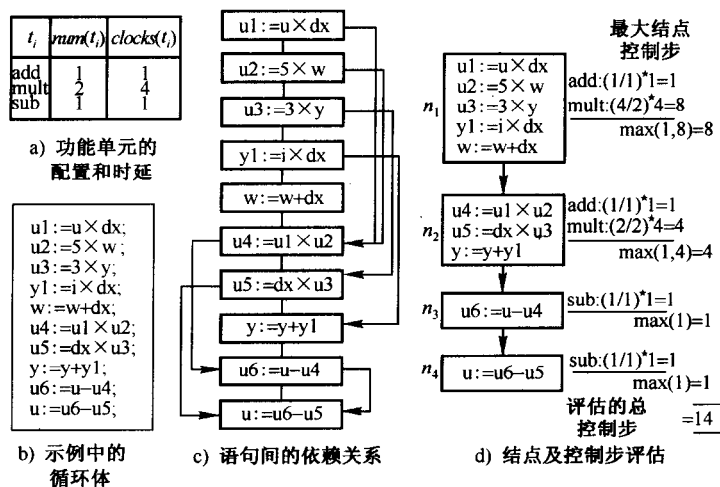 t_i num(t_i) clocks(t_i)
add 1 1
mult 2 4
sub 1 1
a) 功能单元的
配置和时延
u1:=u×dx;
u2:=5×w;
u3:=3×y;
y1:=i×dx;
w:=w+dx;
u4:=u1×u2;
u5:=dx×u3;
y:=y+y1;
u6:=u−u4;
u:=u6−u5;
b) 示例中的
循环体
u1:=u×dx
u2:=5×w
u3:=3×y
y1:=i×dx
w:=w+dx
u4:=u1×u2
u5:=dx×u3
y:=y+y1
u6:=u−u4
u:=u6−u5
c) 语句间的依赖关系
最大结点
控制步
n_1
u1:=u×dx
u2:=5×w
u3:=3×y
y1:=i×dx
w:=w+dx
add:(1/1)*1=1
mult:(4/2)*4=8
max(1,8)=8
n_2
u4:=u1×u2
u5:=dx×u3
y:=y+y1
add:(1/1)*1=1
mult:(2/2)*4=4
max(1,4)=4
n_3
u6:=u−u4
sub:(1/1)*1=1
max(1)=1
n_4
u:=u6−u5
sub:(1/1)*1=1
max(1)=1
评估的总
控制步
=14
d) 结点及控制步评估